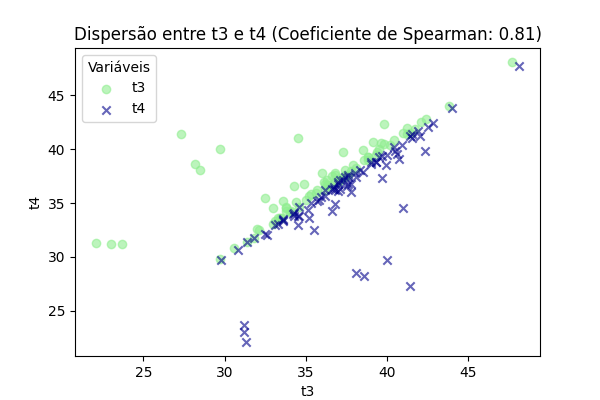 Dispersão entre t3 e t4 (Coeficiente de Spearman: 0.81)
Variáveis
t3
t4
45
40
35
30
25
t4
25
30
35
40
45
t3